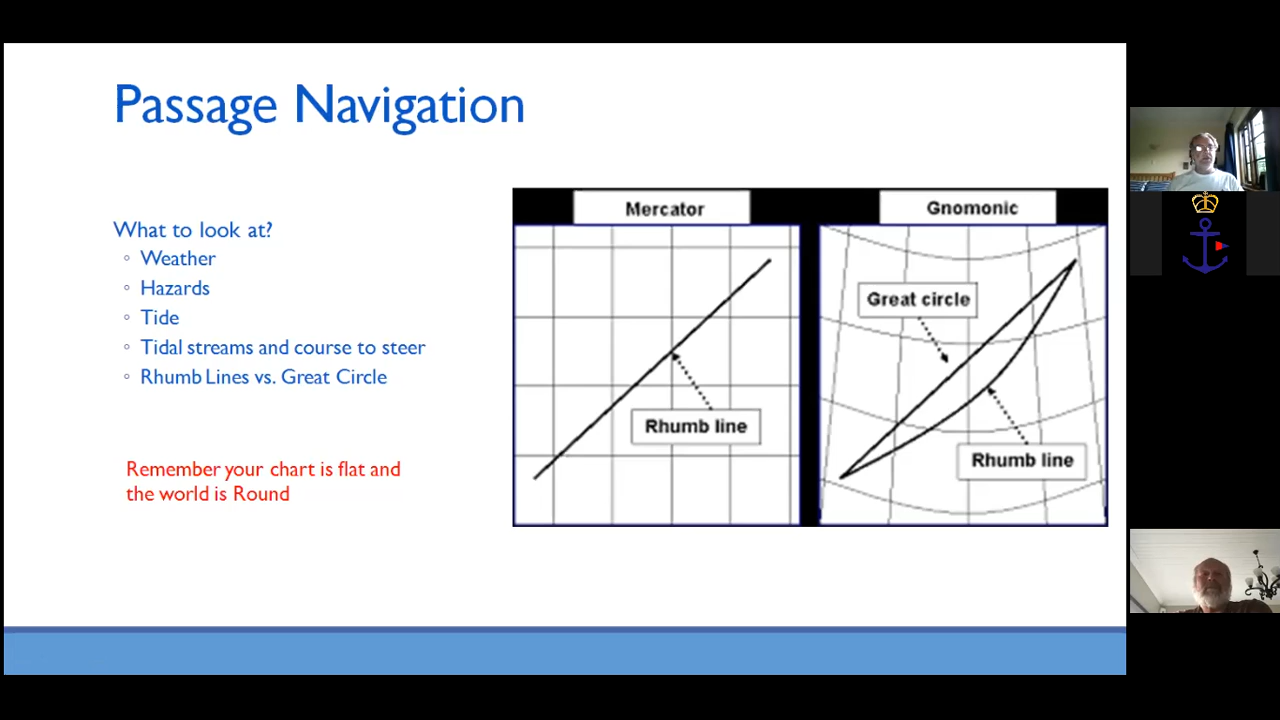 Passage Navigation
What to look at?
Weather
Hazards
Tide
Tidal streams and course to steer
Rhumb Lines vs. Great Circle
Remember your chart is flat and
the world is Round
Mercator
Rhumb line
Gnomonic
Great circle
Rhumb line